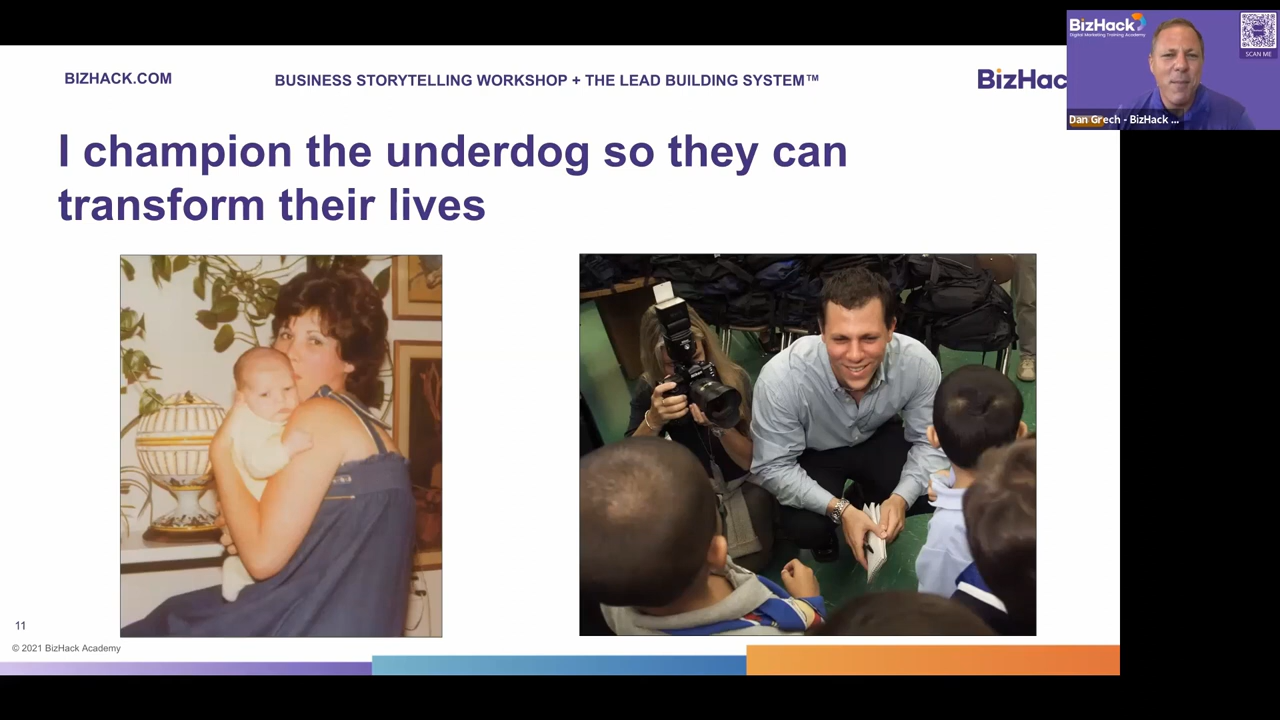 BIZHACK.COM
BUSINESS STORYTELLING WORKSHOP + THE LEAD BUILDING SYSTEM™
BizHac
I champion the underdog so they can
transform their lives
11
© 2021 BizHack Academy
BizHack
Digital Marketing Training Academy
SCAN ME
Dan Grech - BizHack ...